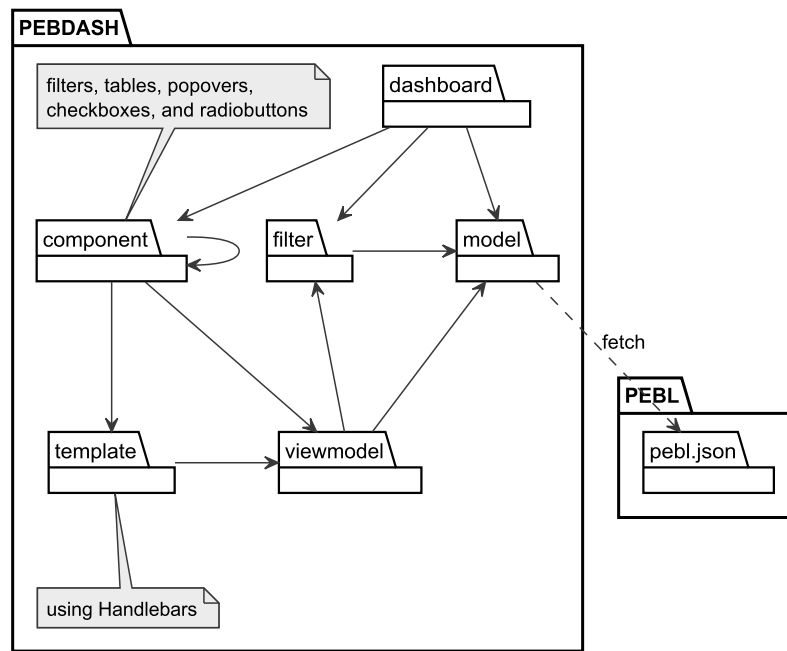 PEBDASH
filters, tables, popovers,
checkboxes, and radiobuttons
dashboard
component
filter
model
fetch
PEBL
pebl.json
template
viewmodel
using Handlebars